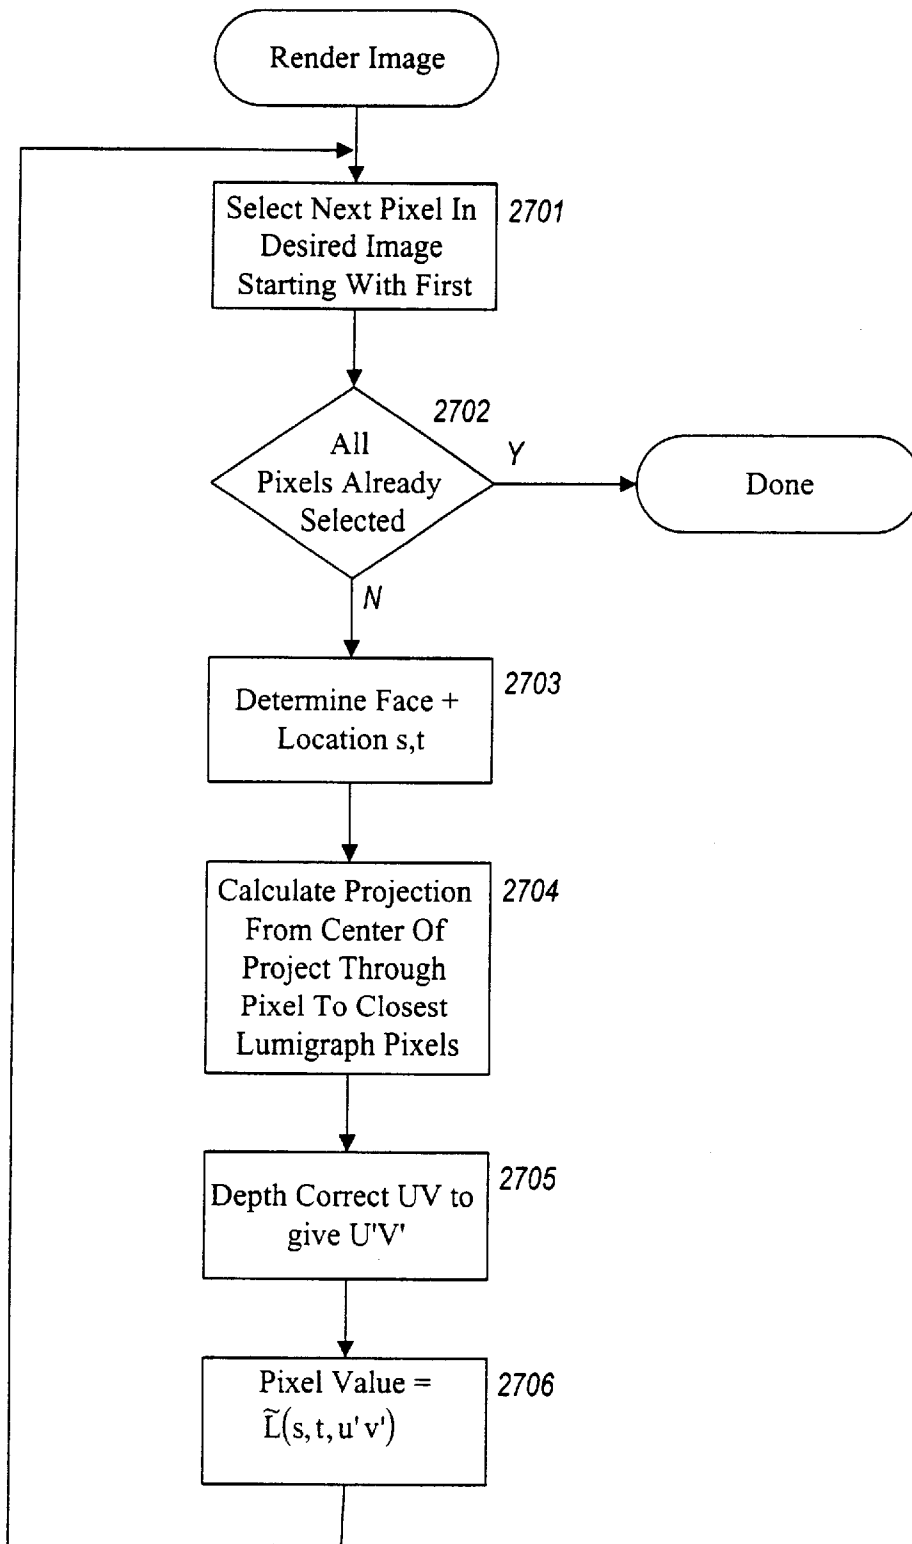 Render Image
Select Next Pixel In
Desired Image
Starting With First
2701
2702
All
Pixels Already
Selected
Y
Done
N
Determine Face +
Location s,t
2703
Calculate Projection
From Center Of
Project Through
Pixel To Closest
Lumigraph Pixels
2704
Depth Correct UV to
give U'V'
2705
Pixel Value =
L̃(s, t, u' v')
2706